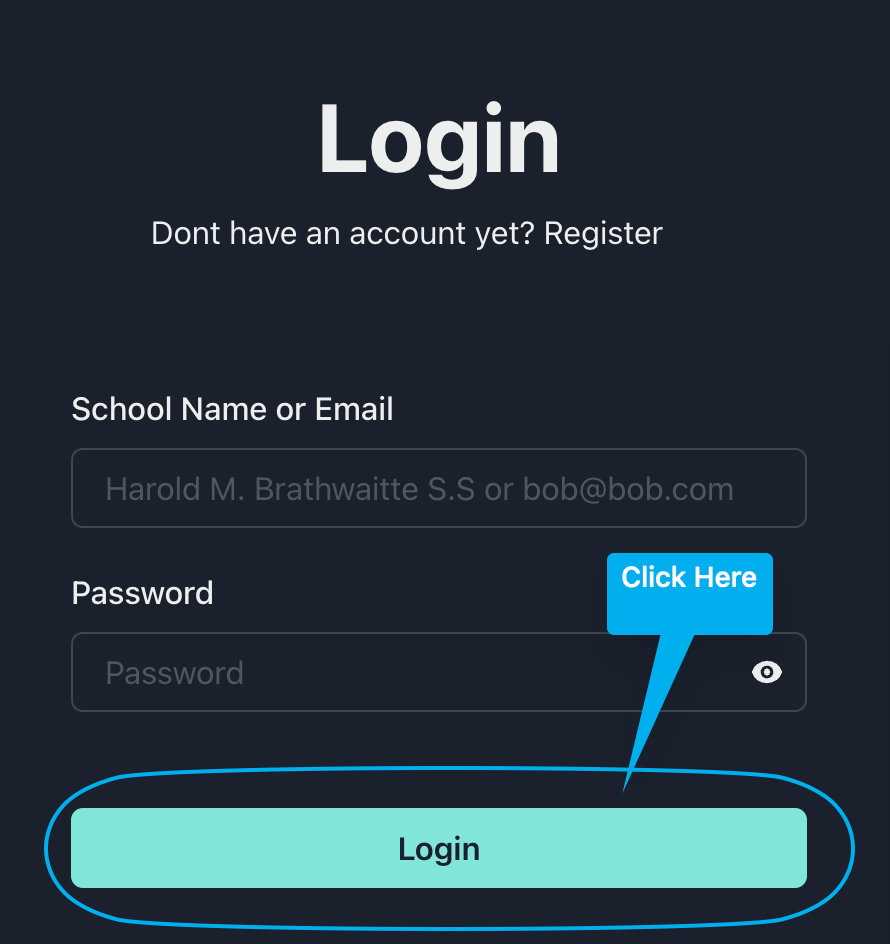 Login
Dont have an account yet? Register
School Name or Email
Harold M. Brathwaitte S.S or bob@bob.com
Click Here
Password
Password
Login